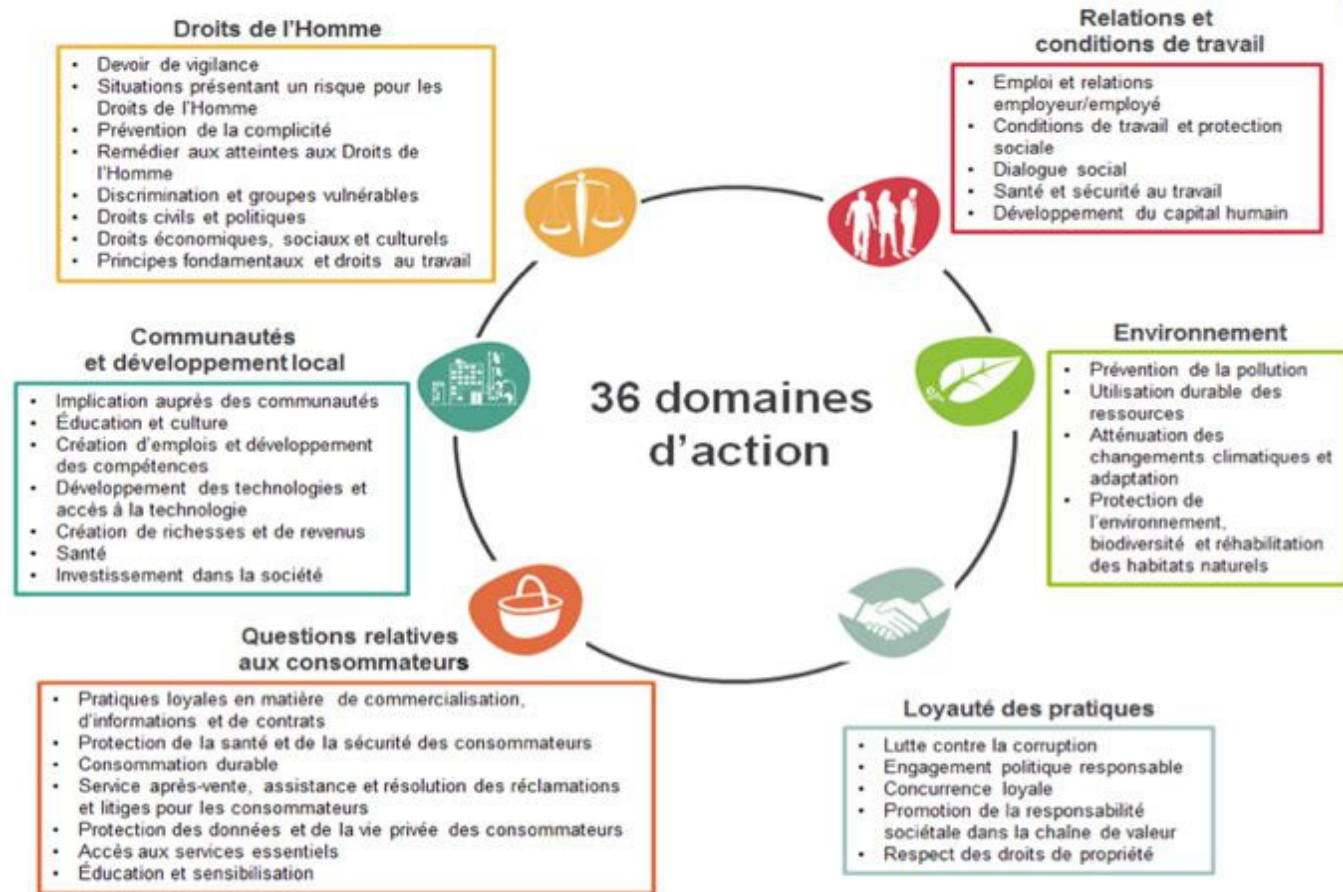 Droits de l'Homme
• Devoir de vigilance
• Situations présentant un risque pour les
Droits de l'Homme
• Prévention de la complicité
• Remédier aux atteintes aux Droits de
l'Homme
• Discrimination et groupes vulnérables
• Droits civils et politiques
• Droits économiques, sociaux et culturels
• Principes fondamentaux et droits au travail
Relations et
conditions de travail
• Emploi et relations
employeur/employé
• Conditions de travail et protection
sociale
• Dialogue social
• Santé et sécurité au travail
• Développement du capital humain
Communautés
et développement local
• Implication auprès des communautés
• Éducation et culture
• Création d'emplois et développement
des compétences
• Développement des technologies et
accès à la technologie
• Création de richesses et de revenus
• Santé
• Investissement dans la société
36 domaines
d'action
Environnement
• Prévention de la pollution
• Utilisation durable des
ressources
• Atténuation des
changements climatiques et
adaptation
• Protection de
l'environnement,
biodiversité et réhabilitation
des habitats naturels
Questions relatives
aux consommateurs
• Pratiques loyales en matière de commercialisation,
d'informations et de contrats
• Protection de la santé et de la sécurité des consommateurs
• Consommation durable
• Service après-vente, assistance et résolution des réclamations
et litiges pour les consommateurs
• Protection des données et de la vie privée des consommateurs
• Accès aux services essentiels
• Éducation et sensibilisation
Loyauté des pratiques
• Lutte contre la corruption
• Engagement politique responsable
• Concurrence loyale
• Promotion de la responsabilité
sociétale dans la chaîne de valeur
• Respect des droits de propriété